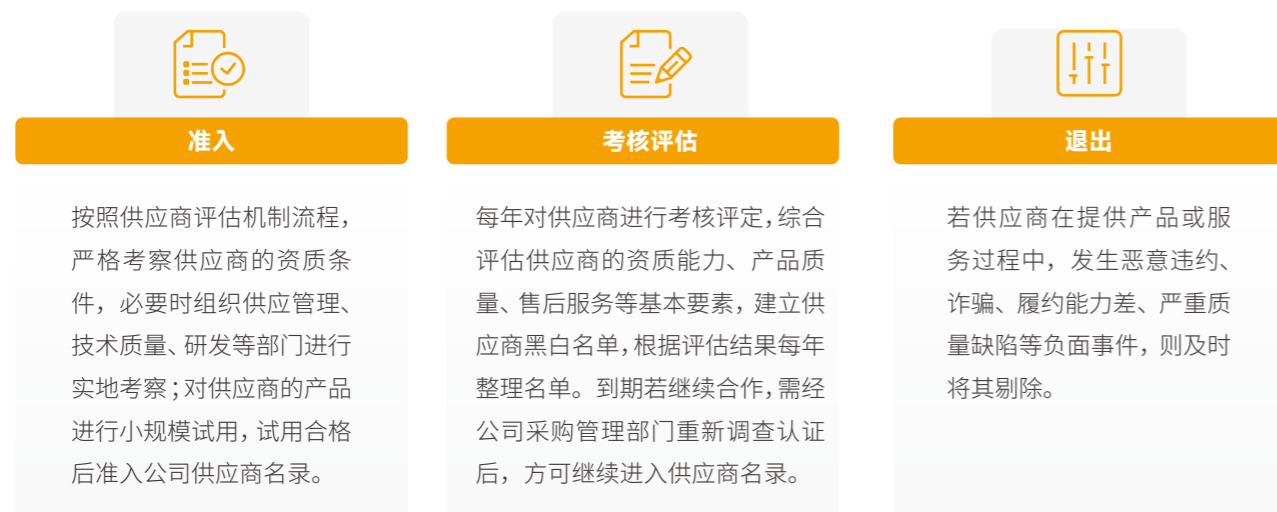 准入
按照供应商评估机制流程，
严格考察供应商的资质条
件，必要时组织供应管理、
技术质量、研发等部门进行
实地考察；对供应商的产品
进行小规模试用，试用合格
后准入公司供应商名录。
考核评估
每年对供应商进行考核评定，综合
评估供应商的资质能力、产品质
量、售后服务等基本要素，建立供
应商黑白名单，根据评估结果每年
整理名单。到期若继续合作，需经
公司采购管理部门重新调查认证
后，方可继续进入供应商名录。
退出
若供应商在提供产品或服
务过程中，发生恶意违约、
诈骗、履约能力差、严重质
量缺陷等负面事件，则及时
将其剔除。